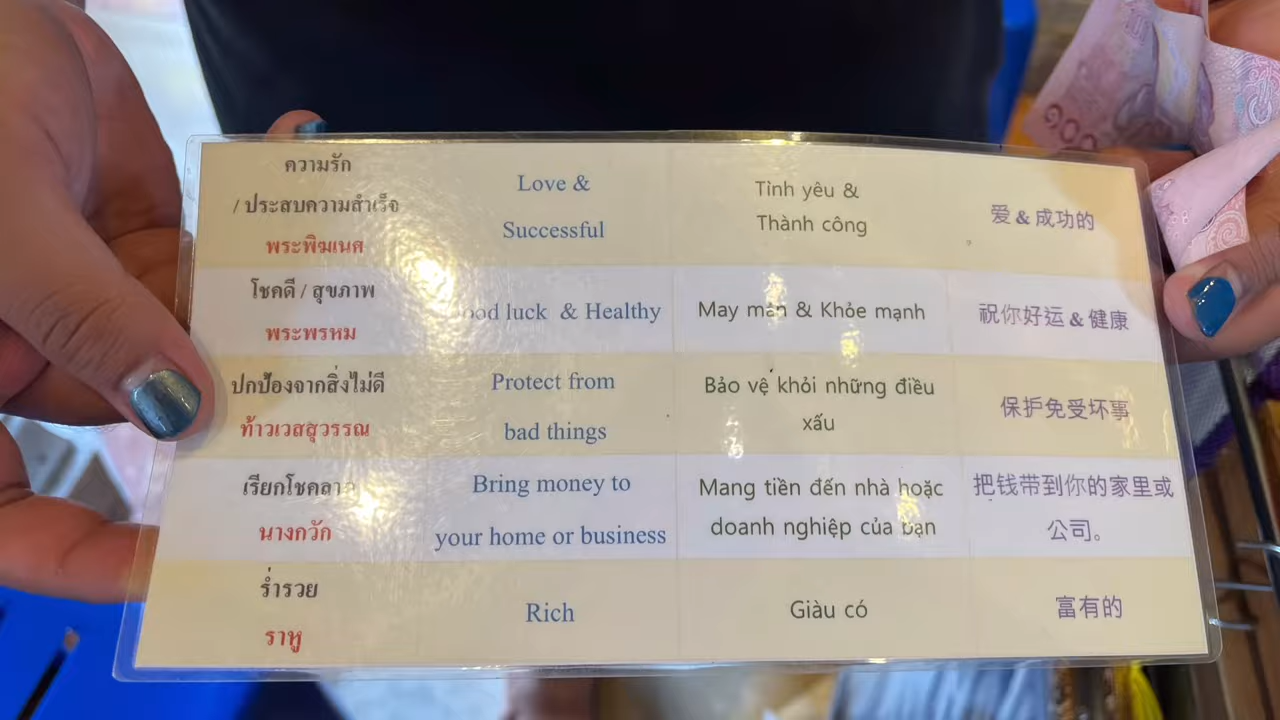 ความรัก
/ ประสบความสำเร็จ
พระพิฆเนศ
Love &
Successful
Tình yêu &
Thành công
爱 & 成功的
โชคดี / สุขภาพ
พระพรหม
luck & Healthy
May mắn & Khỏe mạnh
祝你好运 & 健康
ปกป้องจากสิ่งไม่ดี
ท้าวเวสสุวรรณ
Protect from
bad things
Bảo vệ khỏi những điều
xấu
保护免受坏事
เรียกโชคลาภ
นางกวัก
Bring money to
your home or business
Mang tiền đến nhà hoặc
doanh nghiệp của bạn
把钱带到你的家里或
公司。
ร่ำรวย
ราหู
Rich
Giàu có
富有的